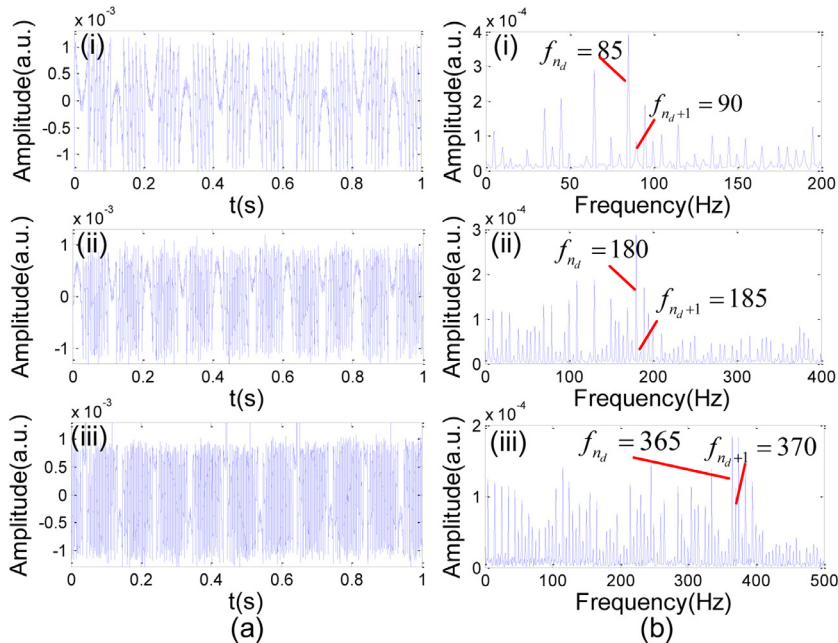 x 10⁻³
(i)
Amplitude(a.u.)
1
0.5
0
-0.5
-1
0 0.2 0.4 0.6 0.8 1
t(s)
x 10⁻⁴
(i)
Amplitude(a.u.)
4
3
2
1
0
f_{n_d} = 85
f_{n_d+1} = 90
50 100 150 200
Frequency(Hz)
x 10⁻³
(ii)
Amplitude(a.u.)
1
0
-1
0 0.2 0.4 0.6 0.8 1
t(s)
x 10⁻⁴
(ii)
Amplitude(a.u.)
3
2
1
0
f_{n_d} = 180
f_{n_d+1} = 185
0 100 200 300 400
Frequency(Hz)
x 10⁻³
(iii)
Amplitude(a.u.)
1
0.5
0
-0.5
-1
0 0.2 0.4 0.6 0.8 1
t(s)
(a)
x 10⁻⁴
(iii)
Amplitude(a.u.)
2
1
0
f_{n_d} = 365
f_{n_d+1} = 370
0 100 200 300 400 500
Frequency(Hz)
(b)